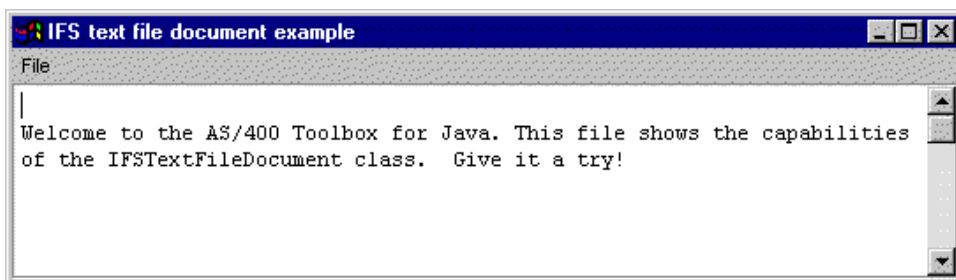 IFS text file document example
File
Welcome to the AS/400 Toolbox for Java. This file shows the capabilities
of the IFSTextFileDocument class.  Give it a try!